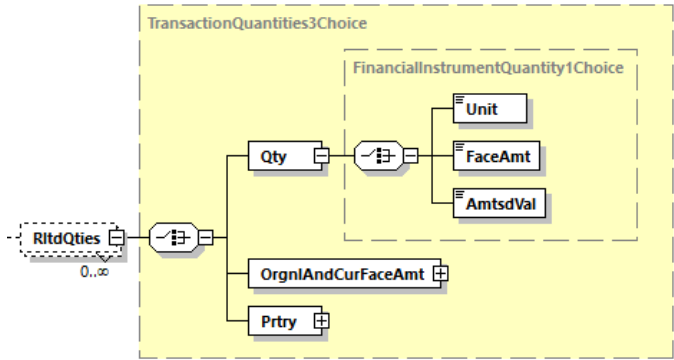 TransactionQuantities3Choice
FinancialInstrumentQuantity1Choice
Unit
Qty
FaceAmt
AmtsdVal
RltdQties
0..∞
OrgnlAndCurFaceAmt
Prtry